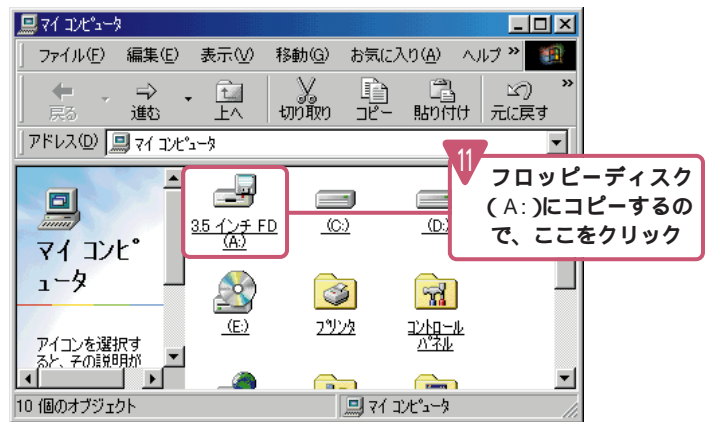 マイ コンピュータ
ファイル(F) 編集(E) 表示(V) 移動(G) お気に入り(A) ヘルプ »
戻る 進む 上へ 切り取り コピー 貼り付け 元に戻す »
アドレス(D) マイ コンピュータ
11
フロッピーディスク
(A:)にコピーするの
で、ここをクリック
マイ コンピ
ュータ
アイコンを選択す
ると、その説明が
3.5 インチ FD
(A:)
(C:)
(D:)
(E:)
プリンタ
コントロール
パネル
10 個のオブジェクト
マイ コンピュータ